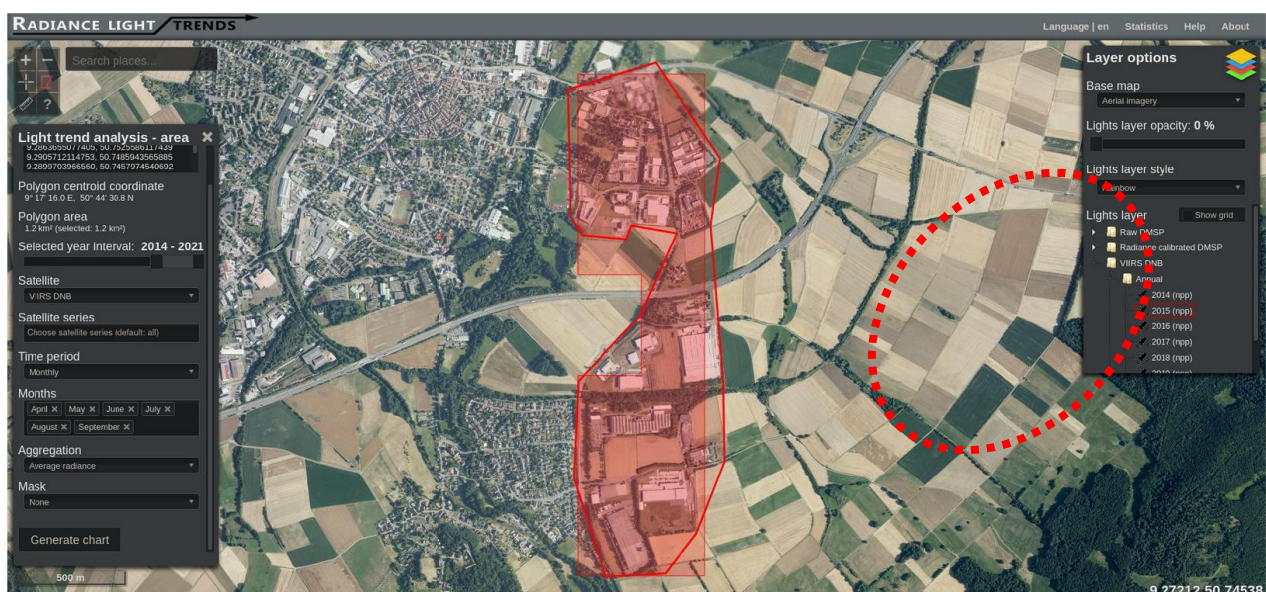 RADIANCE LIGHT TRENDS
Language | en Statistics Help About
+ − Search places...
?
Light trend analysis - area ✖
9.2863655077405, 50.7525586117439
9.2905712114753, 50.7485943565885
9.2899703966560, 50.7457974540692
Polygon centroid coordinate
9° 17' 16.0 E, 50° 44' 30.8 N
Polygon area
1.2 km² (selected: 1.2 km²)
Selected year interval: 2014 - 2021
Satellite
VIIRS DNB
Satellite series
Choose satellite series (default: all)
Time period
Monthly
Months
April ✖ May ✖ June ✖ July ✖
August ✖ September ✖
Aggregation
Average radiance
Mask
None
Generate chart
500 m
Layer options
Base map
Aerial imagery
Lights layer opacity: 0 %
Lights layer style
Rainbow
Lights layer Show grid
Raw DMSP
Radiance calibrated DMSP
VIIRS DNB
Annual
2014 (npp)
2015 (npp)
2016 (npp)
2017 (npp)
2018 (npp)
2019 (npp)
9.27212,50.74538